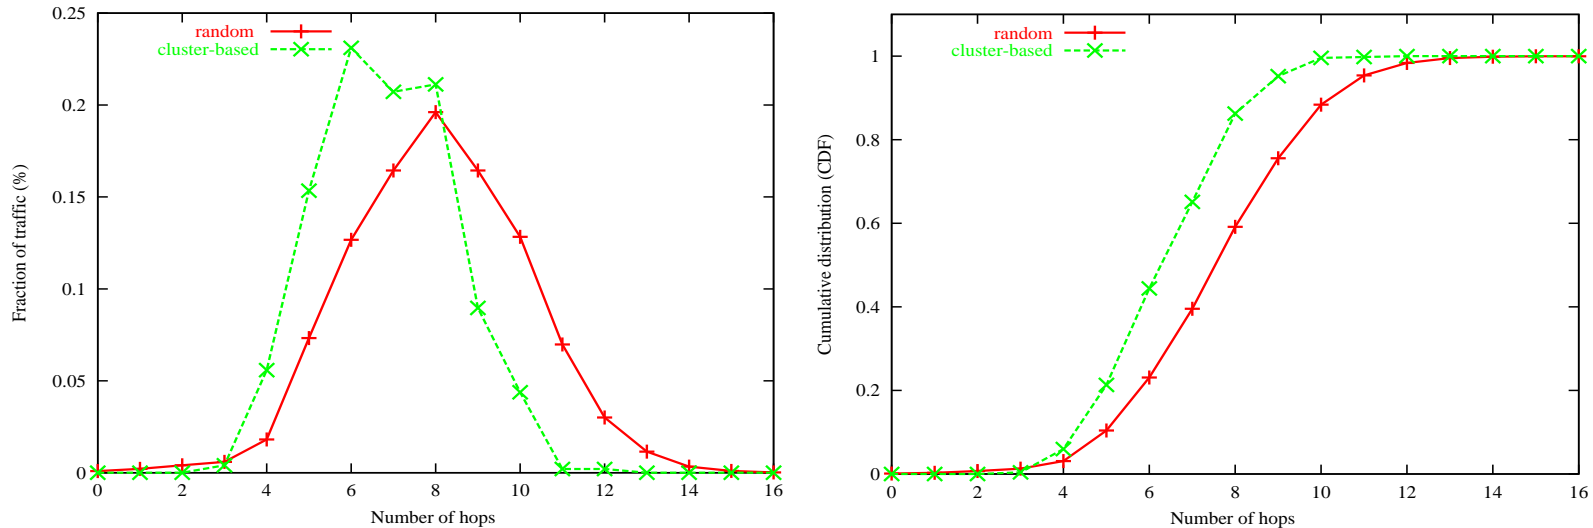 random
cluster-based
0.25
0.2
0.15
0.1
0.05
0
0 2 4 6 8 10 12 14 16
Fraction of traffic (%)
Number of hops
random
cluster-based
1
0.8
0.6
0.4
0.2
0
0 2 4 6 8 10 12 14 16
Cumulative distribution (CDF)
Number of hops